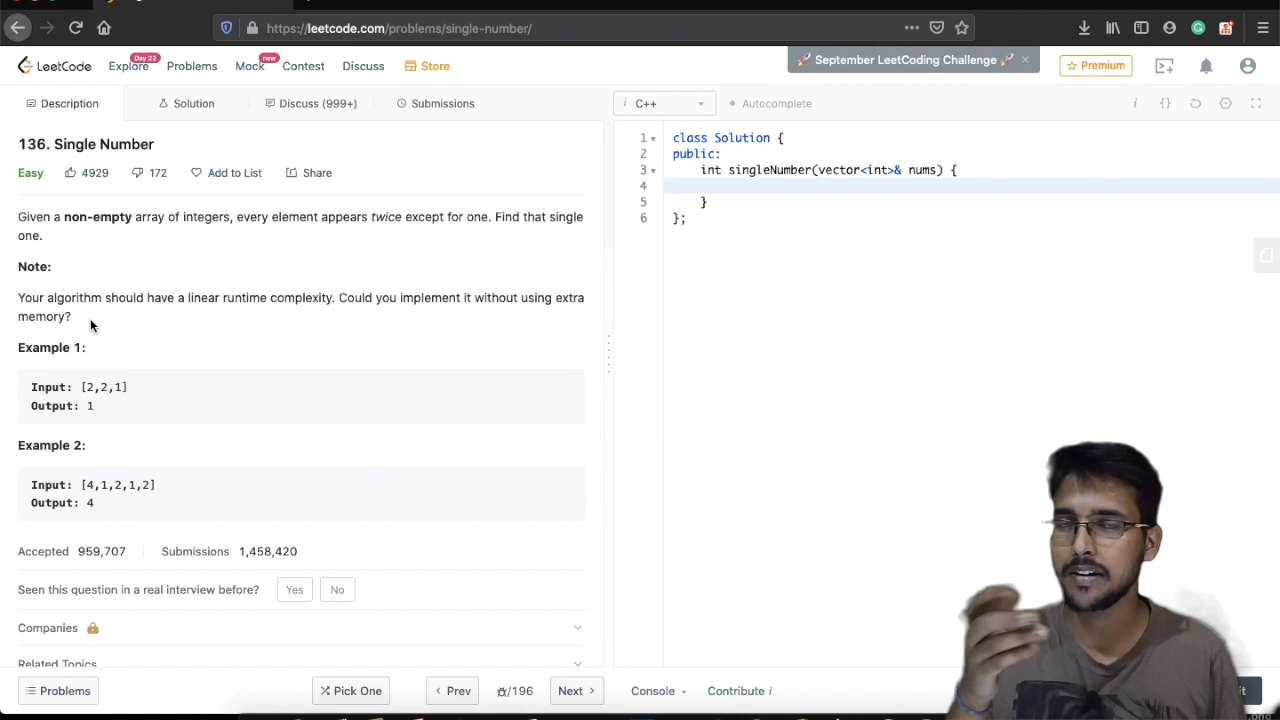 https://leetcode.com/problems/single-number/
LeetCode
Explore
Day 22
Problems
Mock
new
Contest
Discuss
Store
🚀 September LeetCoding Challenge 🚀 ×
Premium
Description
Solution
Discuss (999+)
Submissions
i C++
Autocomplete
136. Single Number
Easy 4929 172 Add to List Share
Given a non-empty array of integers, every element appears twice except for one. Find that single
one.
Note:
Your algorithm should have a linear runtime complexity. Could you implement it without using extra
memory?
Example 1:
Input: [2,2,1]
Output: 1
Example 2:
Input: [4,1,2,1,2]
Output: 4
Accepted 959,707 Submissions 1,458,420
Seen this question in a real interview before? Yes No
Companies
Related Topics
1 class Solution {
2 public:
3 int singleNumber(vector<int>& nums) {
4
5 }
6 };
Problems
Pick One
‹ Prev
/196
Next ›
Console
Contribute i